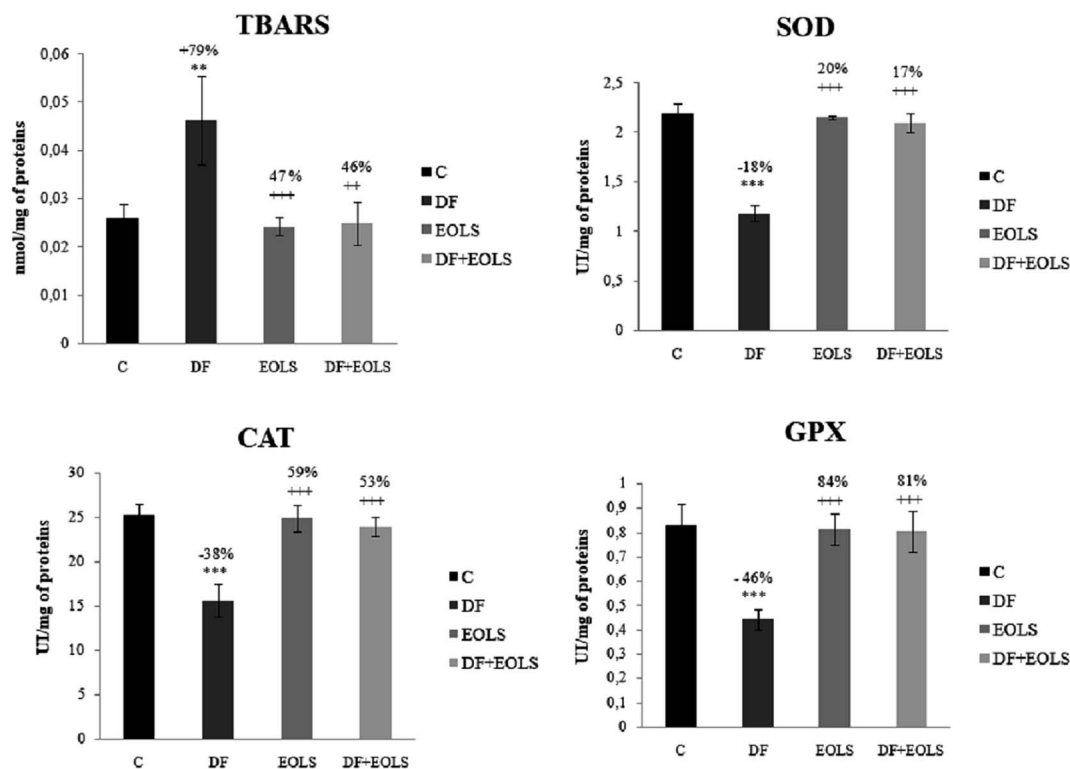 TBARS
nmol/mg of proteins
0,06
0,05
0,04
0,03
0,02
0,01
0
+79%
**
47%
+++
46%
++
C
DF
EOLS
DF+EOLS
C
DF
EOLS
DF+EOLS
SOD
UI/mg of proteins
2,5
2
1,5
1
0,5
0
-18%
***
20%
+++
17%
+++
C
DF
EOLS
DF+EOLS
C
DF
EOLS
DF+EOLS
CAT
UI/mg of proteins
30
25
20
15
10
5
0
-38%
***
59%
+++
53%
+++
C
DF
EOLS
DF+EOLS
C
DF
EOLS
DF+EOLS
GPX
UI/mg of proteins
1
0,9
0,8
0,7
0,6
0,5
0,4
0,3
0,2
0,1
0
- 46%
***
84%
+++
81%
+++
C
DF
EOLS
DF+EOLS
C
DF
EOLS
DF+EOLS